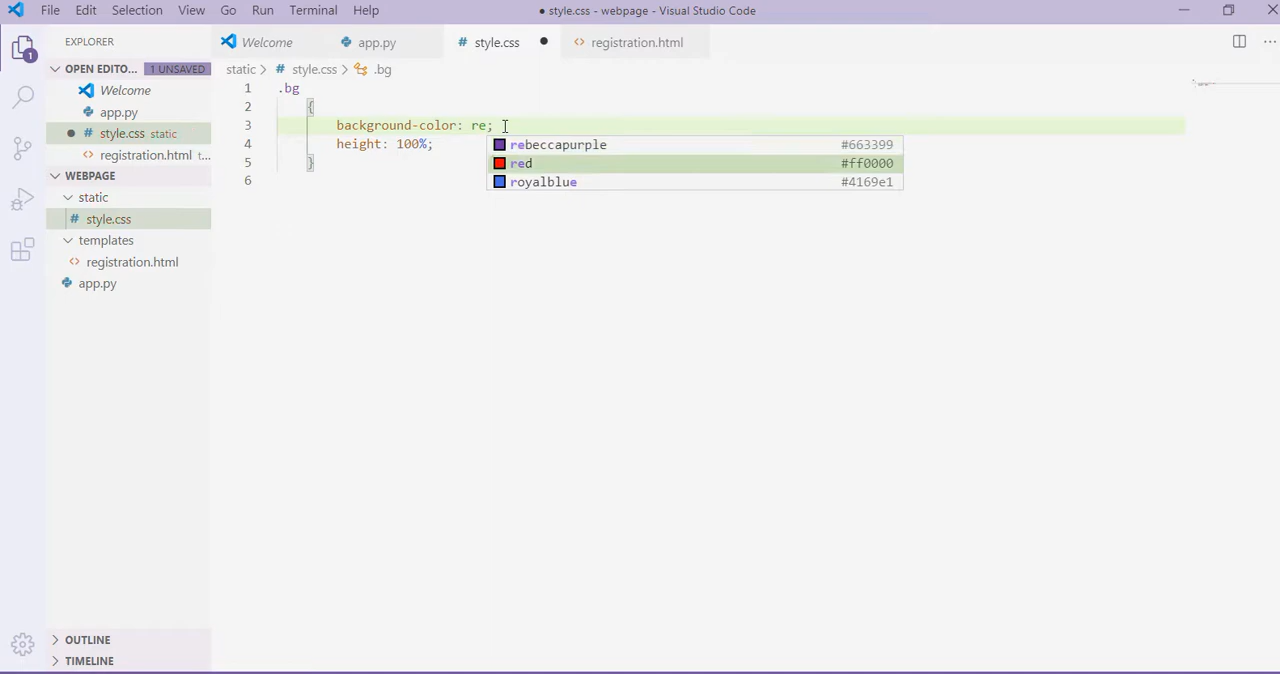 File Edit Selection View Go Run Terminal Help ● style.css - webpage - Visual Studio Code
EXPLORER
Welcome app.py style.css registration.html
OPEN EDITO... 1 UNSAVED
Welcome
app.py
style.css static
registration.html t...
WEBPAGE
static
style.css
templates
registration.html
app.py
OUTLINE
TIMELINE
1
static > # style.css > .bg
1 .bg
2 {
3 background-color: re;
4 height: 100%;
5 }
6
rebeccapurple #663399
red #ff0000
royalblue #4169e1